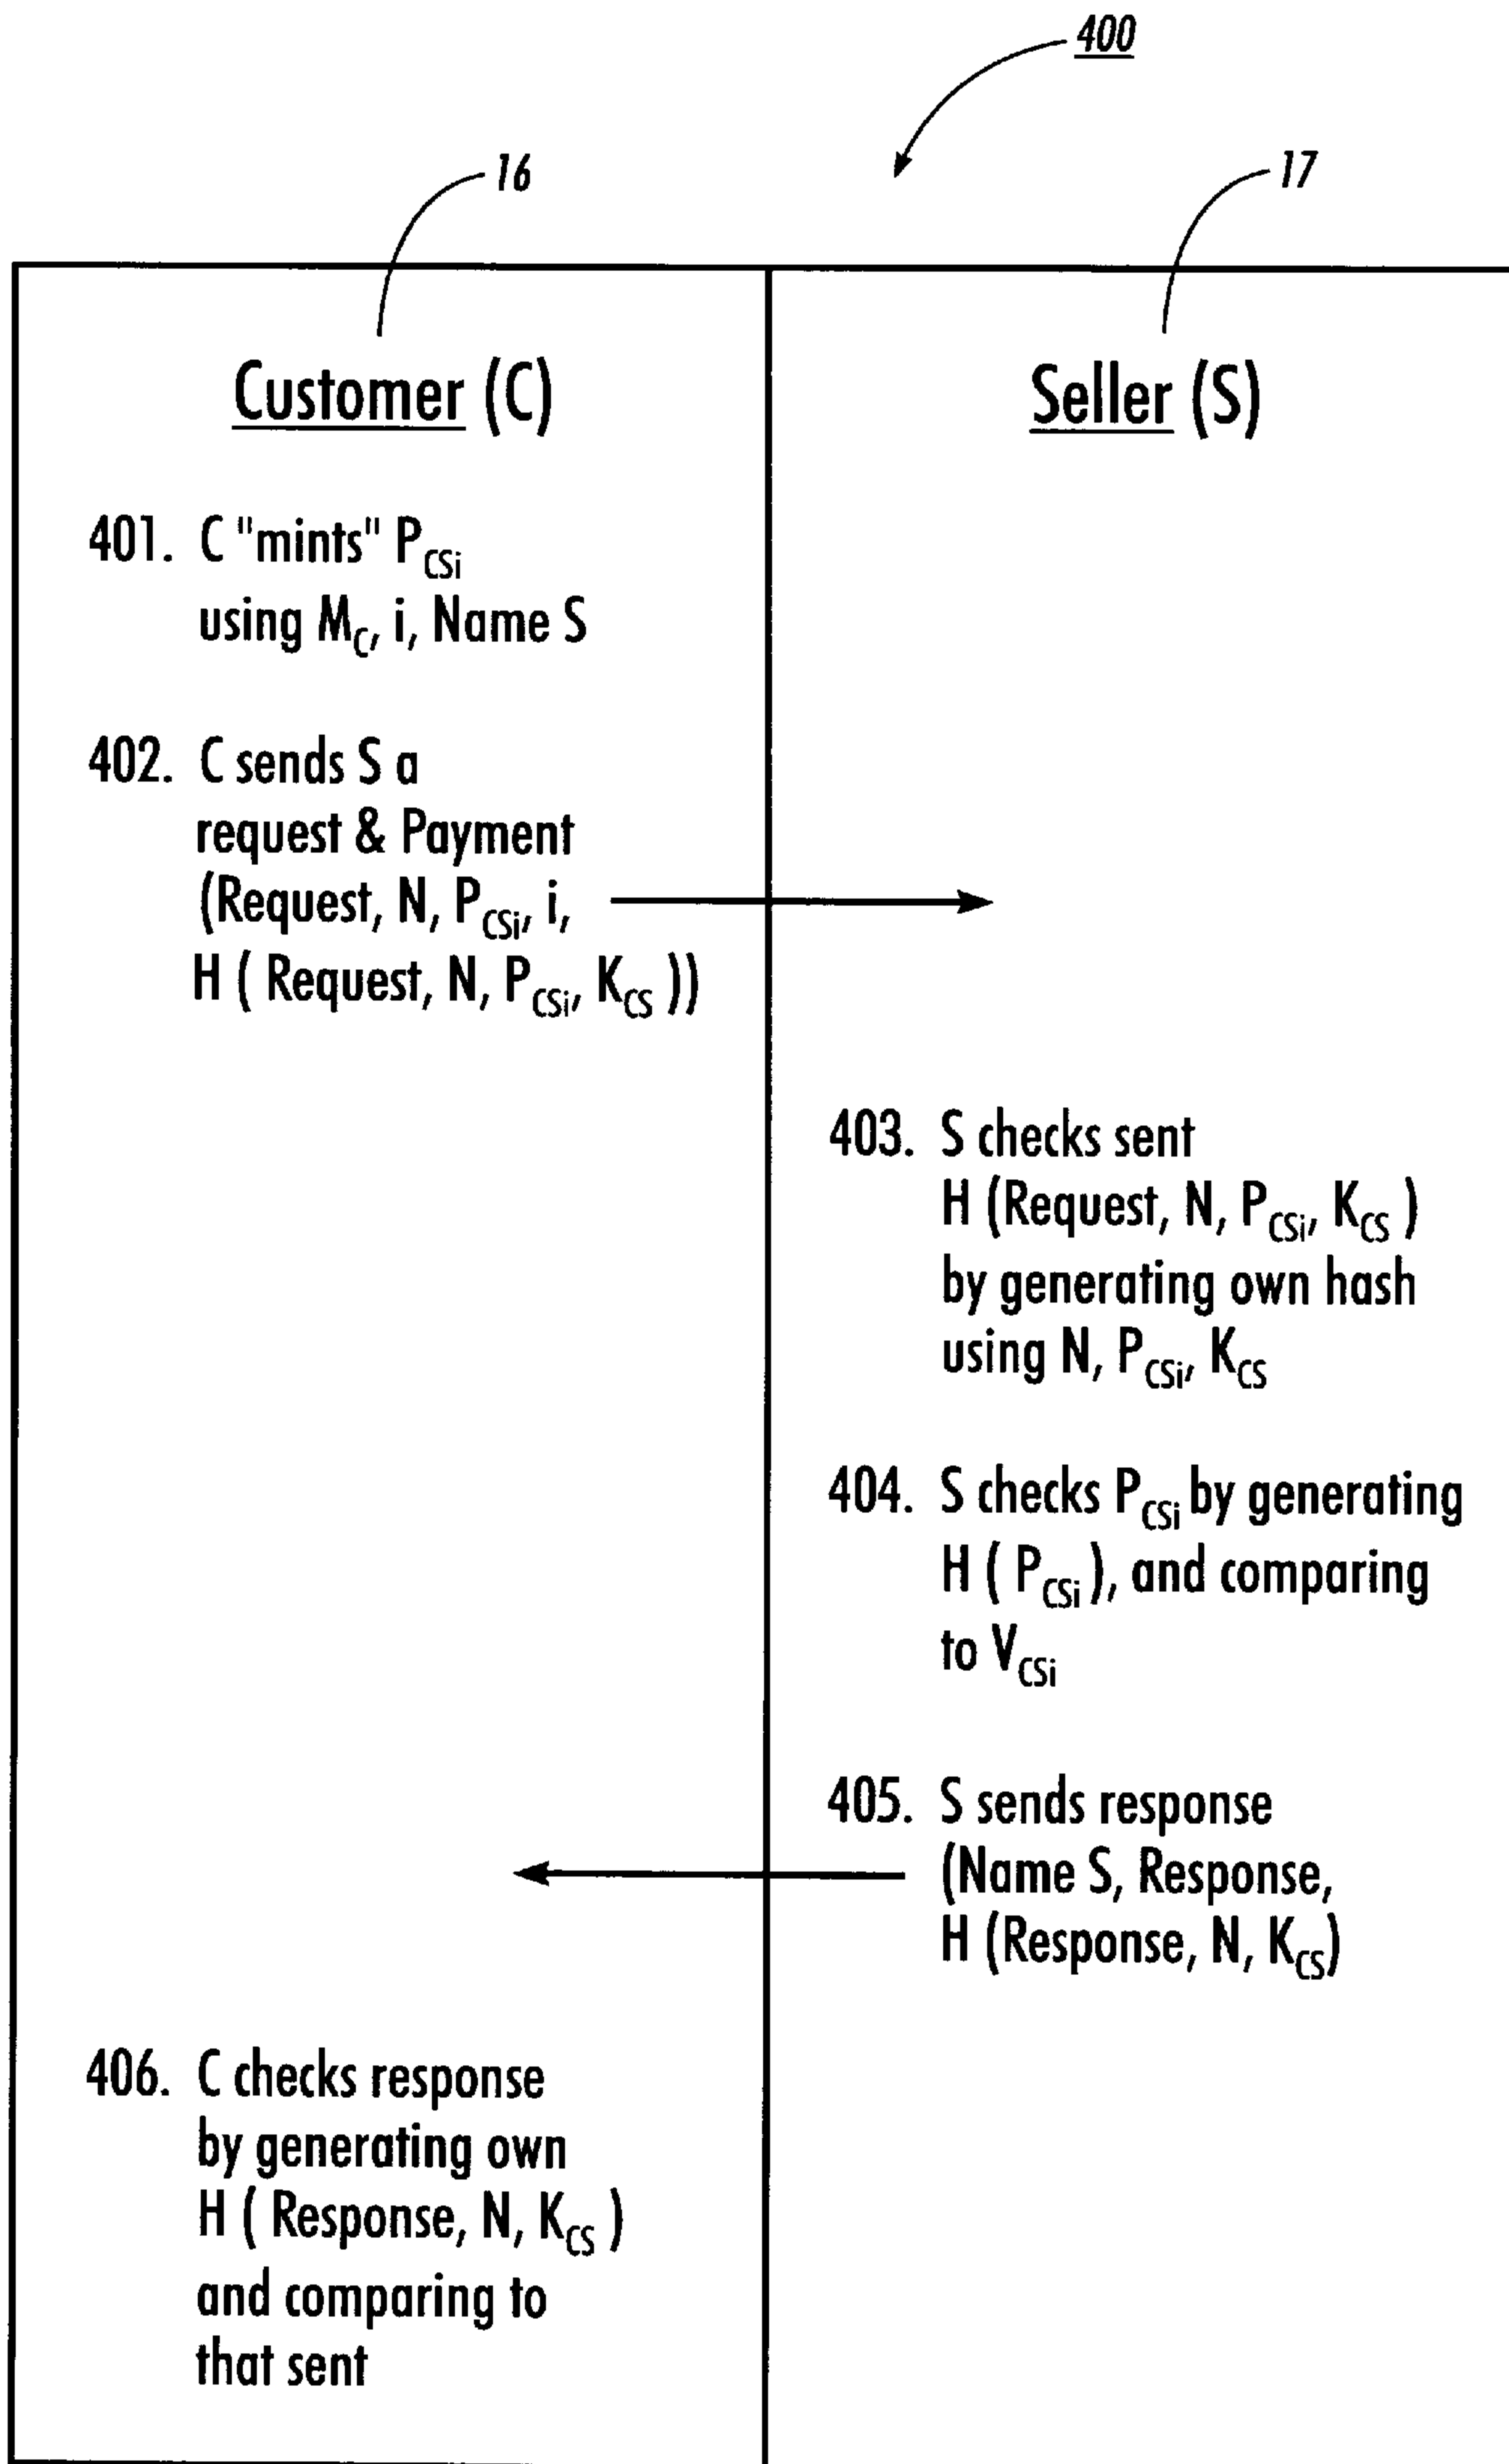 400
16
17
Customer (C)
Seller (S)
401. C "mints" P_CSi
using M_C, i, Name S
402. C sends S a
request & Payment
(Request, N, P_CSi, i,
H ( Request, N, P_CSi, K_CS ))
403. S checks sent
H (Request, N, P_CSi, K_CS )
by generating own hash
using N, P_CSi, K_CS
404. S checks P_CSi by generating
H ( P_CSi ), and comparing
to V_CSi
405. S sends response
(Name S, Response,
H (Response, N, K_CS)
406. C checks response
by generating own
H ( Response, N, K_CS )
and comparing to
that sent